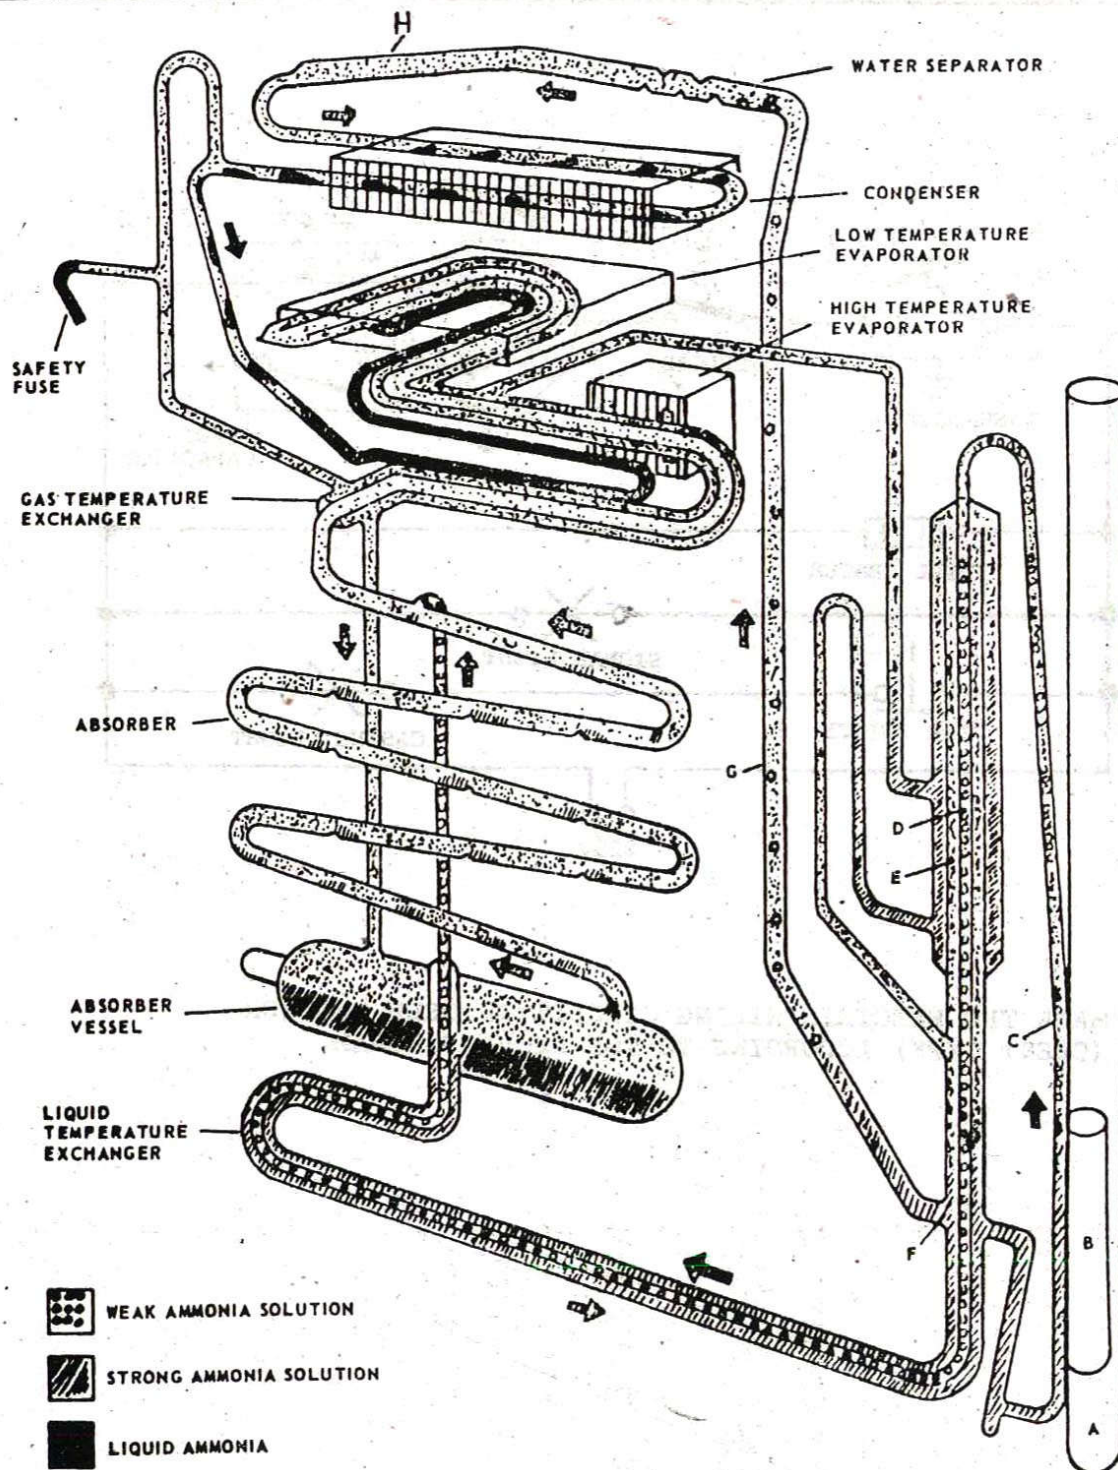 H
WATER SEPARATOR
CONDENSER
LOW TEMPERATURE
EVAPORATOR
HIGH TEMPERATURE
EVAPORATOR
SAFETY
FUSE
GAS TEMPERATURE
EXCHANGER
ABSORBER
G
D
E
ABSORBER
VESSEL
C
LIQUID
TEMPERATURE
EXCHANGER
F
B
A
WEAK AMMONIA SOLUTION
STRONG AMMONIA SOLUTION
LIQUID AMMONIA